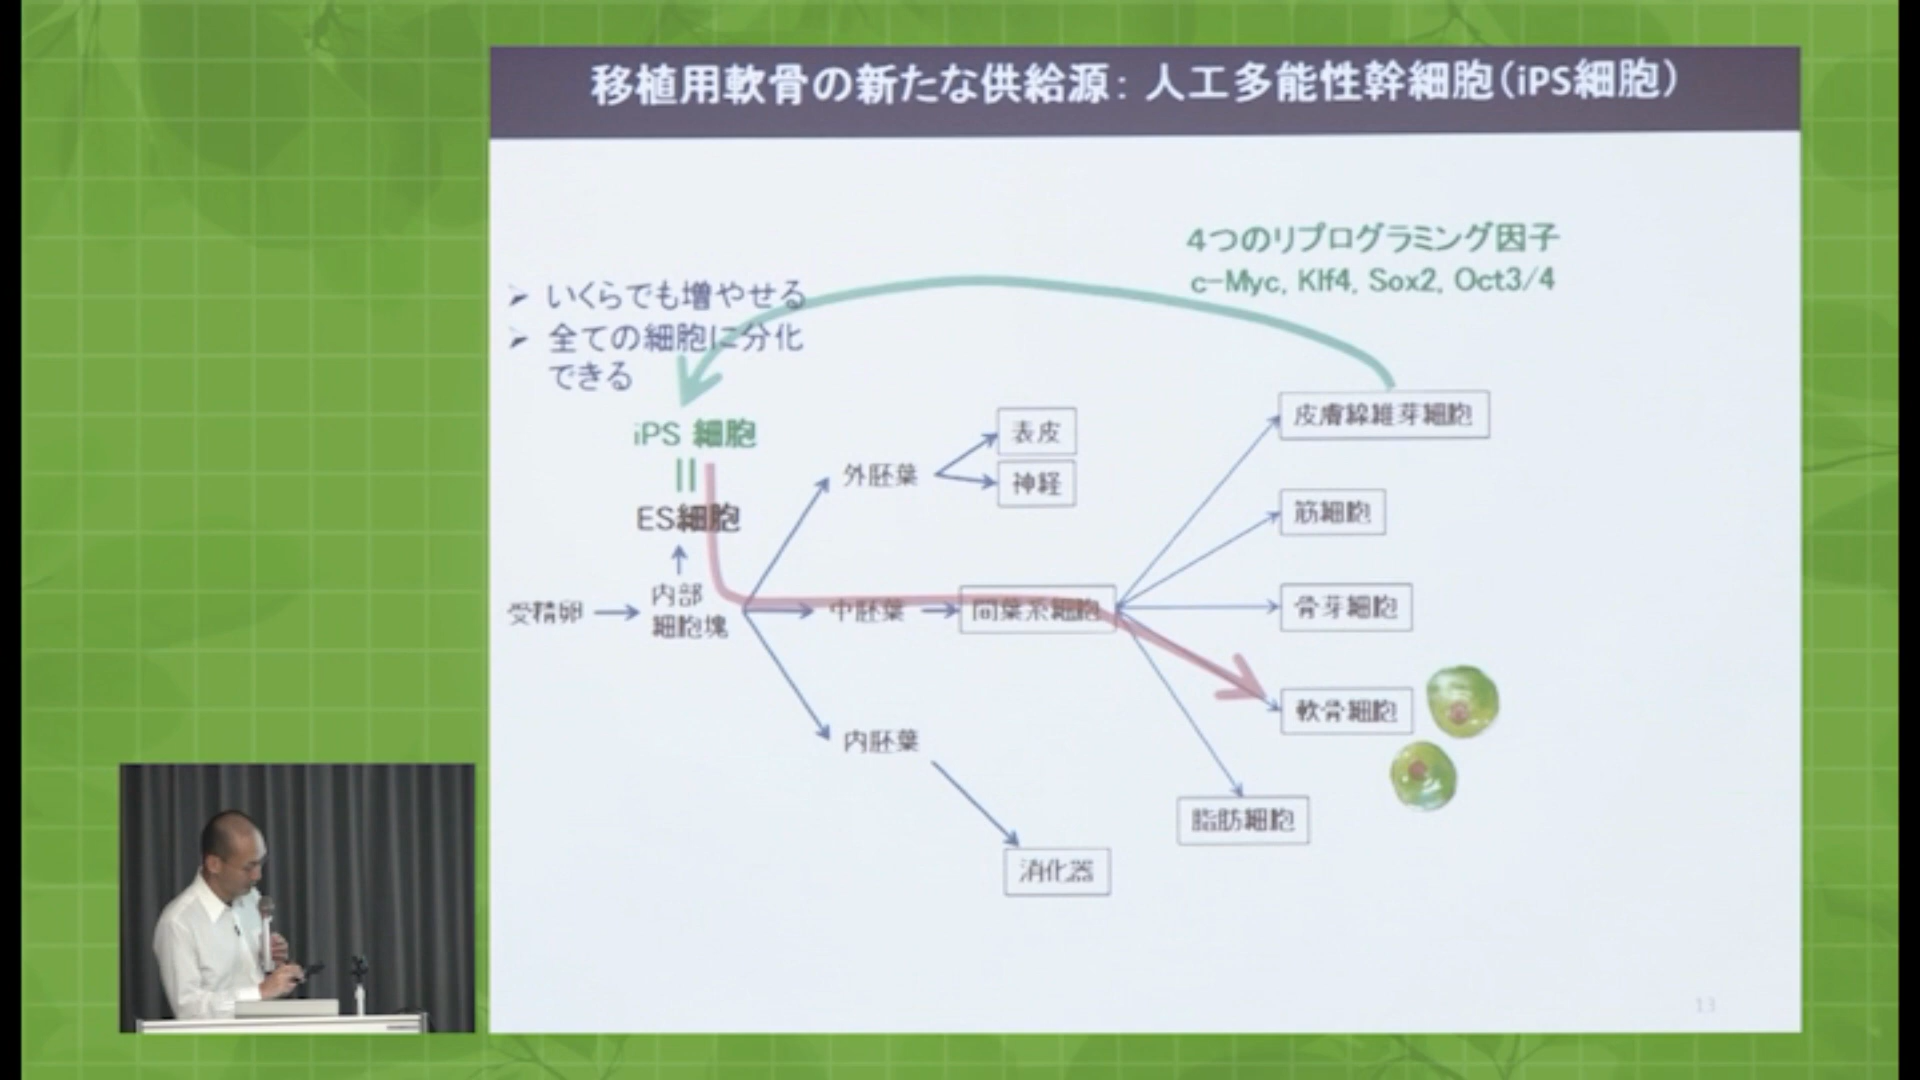 移植用軟骨の新たな供給源：人工多能性幹細胞（iPS細胞）
4つのリプログラミング因子
c-Myc, Klf4, Sox2, Oct3/4
➢ いくらでも増やせる
➢ 全ての細胞に分化
できる
iPS 細胞
ES細胞
受精卵
内部
細胞塊
外胚葉
表皮
神経
中胚葉
間葉系細胞
内胚葉
消化器
皮膚線維芽細胞
筋細胞
骨芽細胞
軟骨細胞
脂肪細胞
13